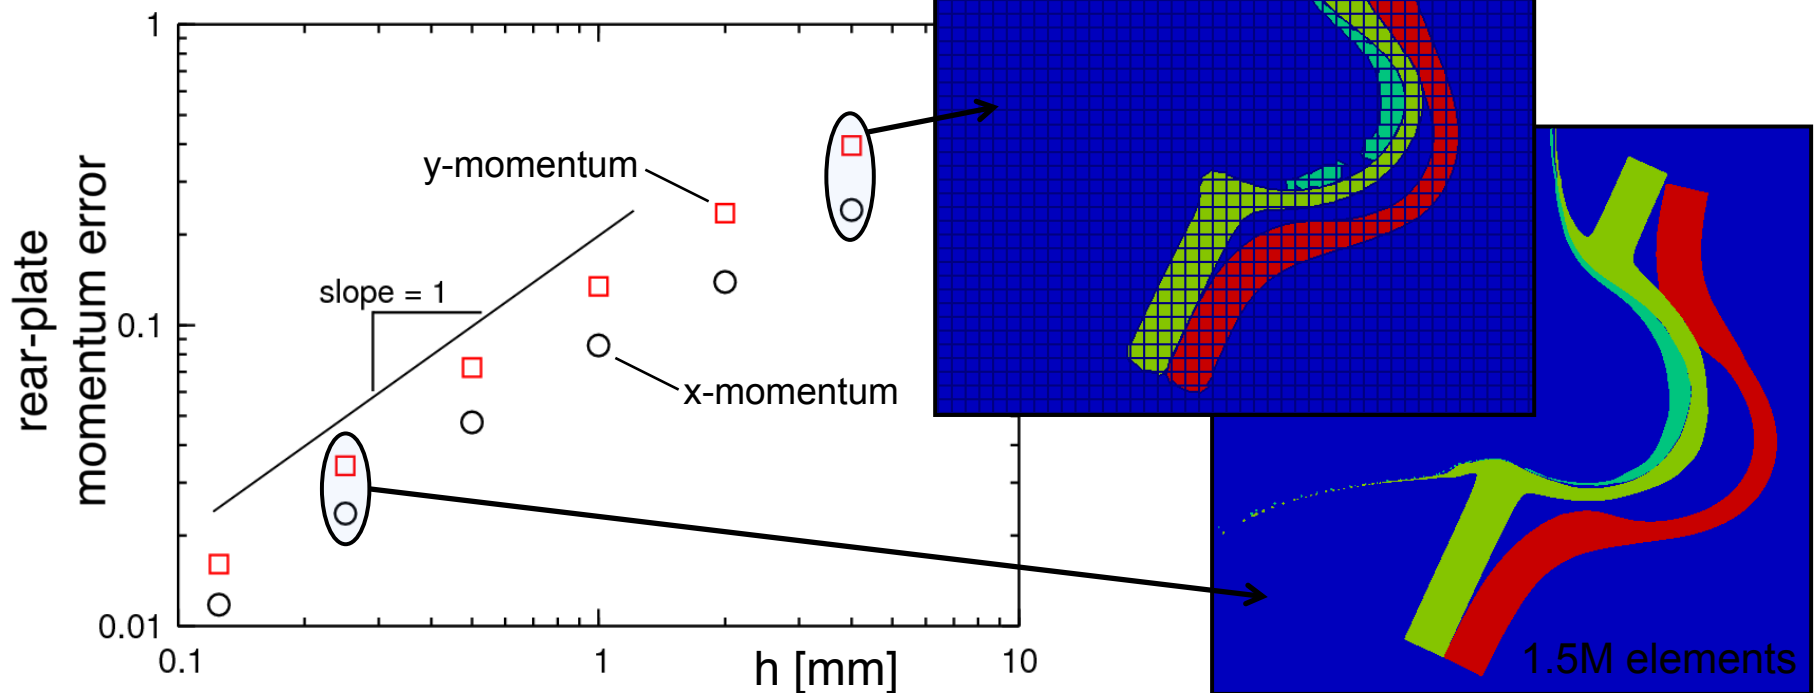 1
y-momentum
slope = 1
rear-plate
momentum error
0.1
x-momentum
0.01
0.1
1
10
h [mm]
1.5M elements